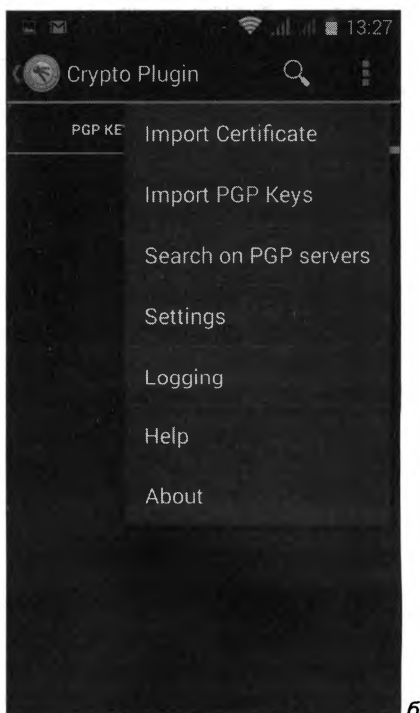 13:27
Crypto Plugin
PGP KE
Import Certificate
Import PGP Keys
Search on PGP servers
Settings
Logging
Help
About
б